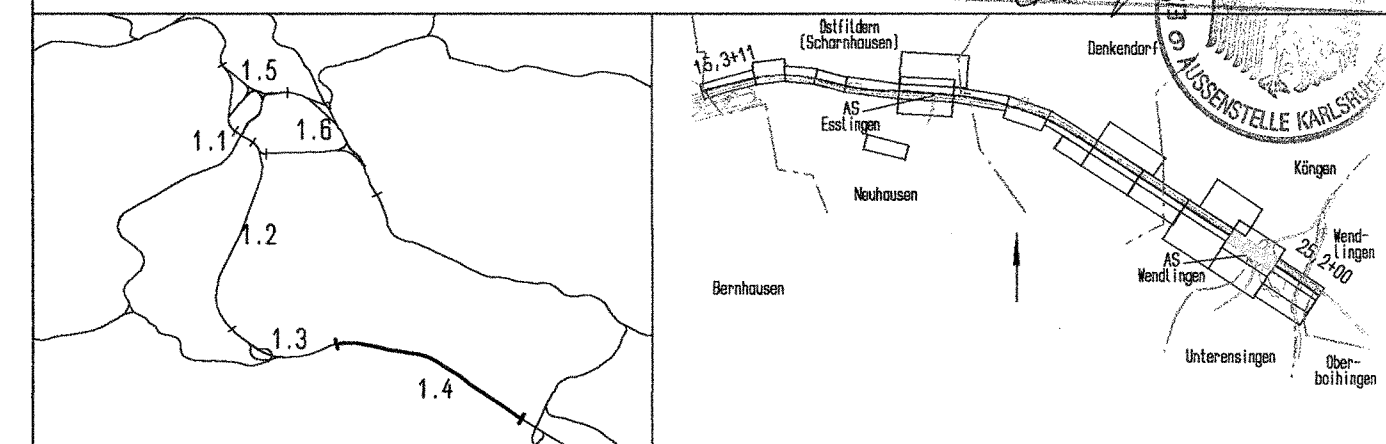 1.5
1.1
1.6
1.2
1.3
1.4
15,3+11
Ostfildern
(Scharnhausen)
Denkendorf
AS
Esslingen
Neuhausen
Bernhausen
Köngen
Wend-
lingen
25,2+00
AS
Wendlingen
Unterensingen
Ober-
boihingen
AUSSENSTELLE KARLSRUH